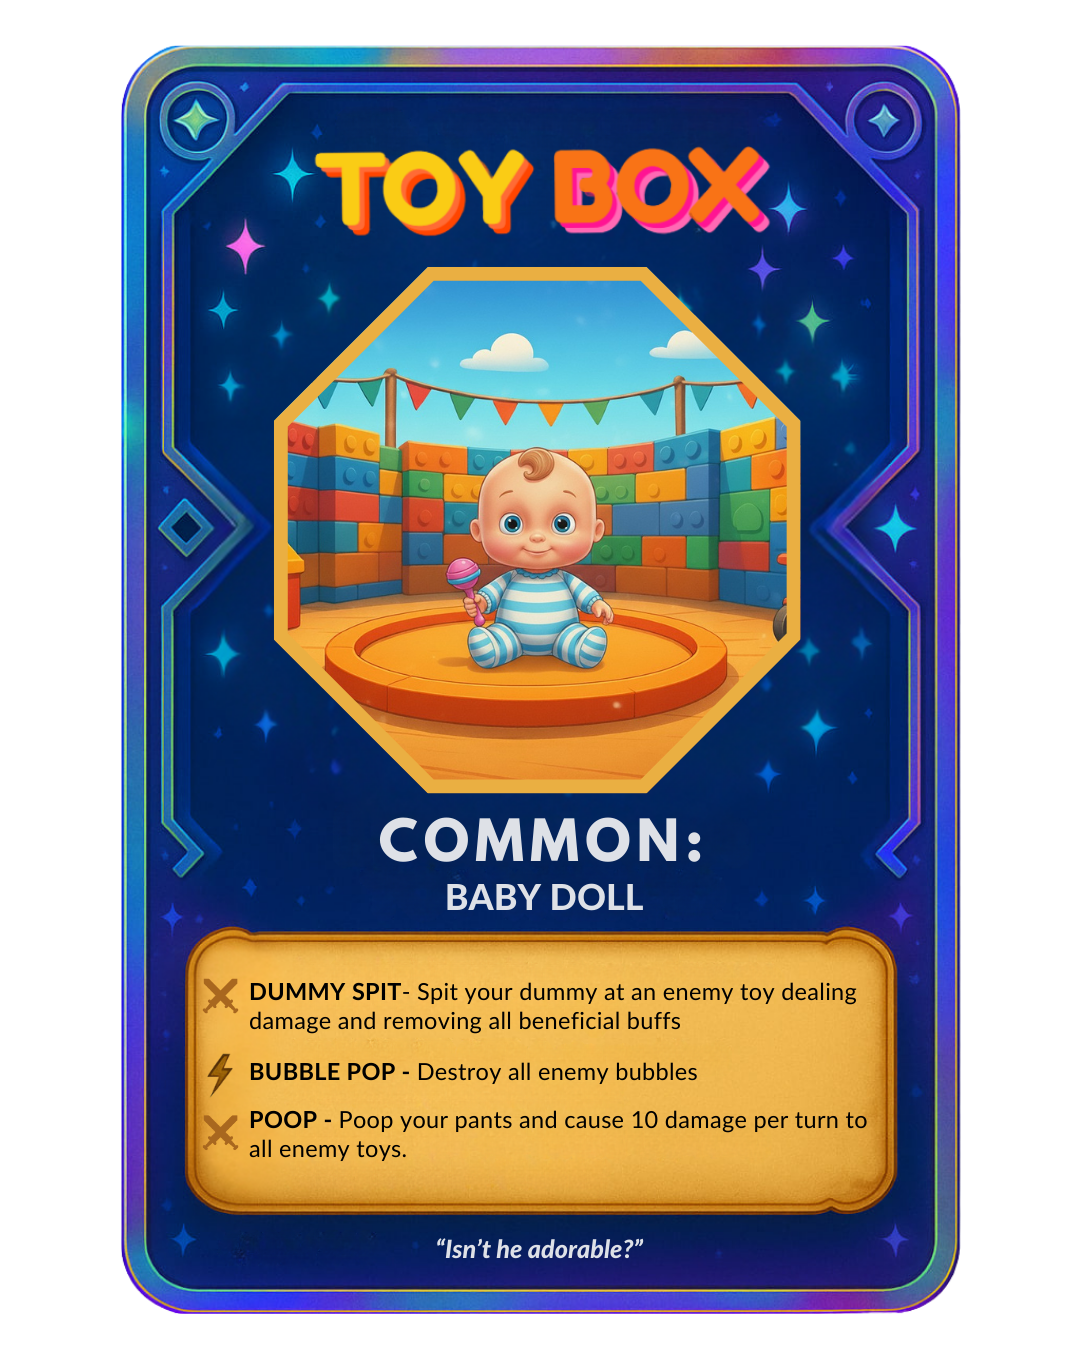 TOY BOX
COMMON:
BABY DOLL
DUMMY SPIT- Spit your dummy at an enemy toy dealing
damage and removing all beneficial buffs
BUBBLE POP - Destroy all enemy bubbles
POOP - Poop your pants and cause 10 damage per turn to
all enemy toys.
“Isn’t he adorable?”